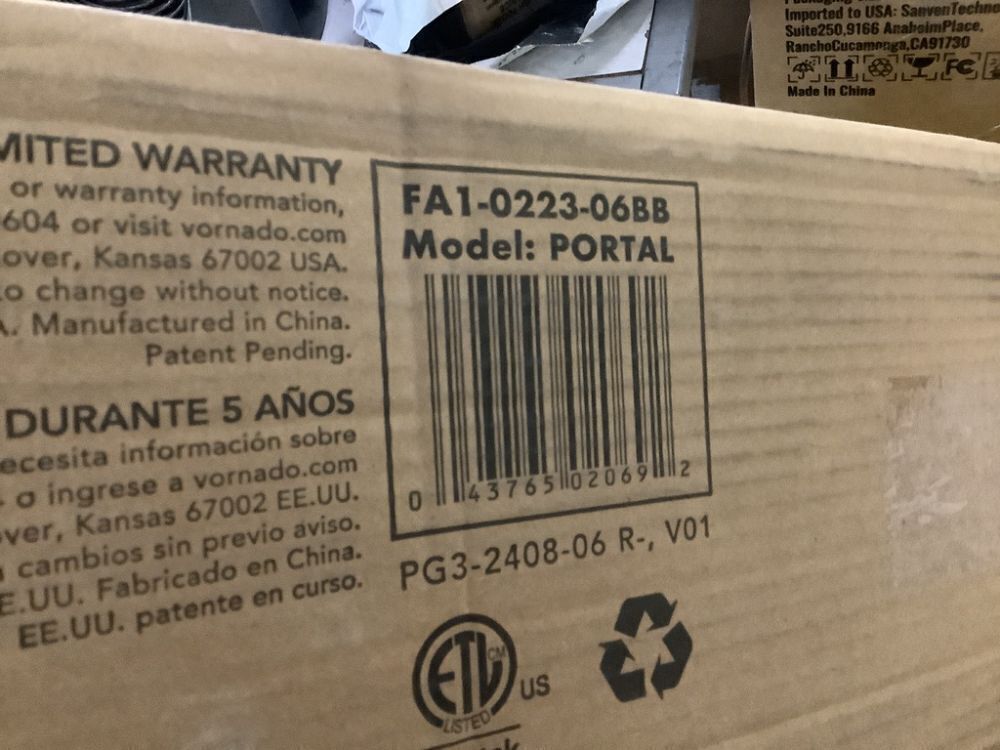 Imported to USA: SanvenTechno
Suite250,9166 AnaheimPlace,
RanchoCucamonga,CA91730
FC
Made In China
MITED WARRANTY
or warranty information,
604 or visit vornado.com
over, Kansas 67002 USA.
to change without notice.
A. Manufactured in China.
Patent Pending.
DURANTE 5 AÑOS
ecesita información sobre
o ingrese a vornado.com
ver, Kansas 67002 EE.UU.
cambios sin previo aviso.
E.UU. Fabricado en China.
EE.UU. patente en curso.
FA1-0223-06BB
Model: PORTAL
0 43765 02069 2
PG3-2408-06 R-, V01
ETL CM
LISTED
US